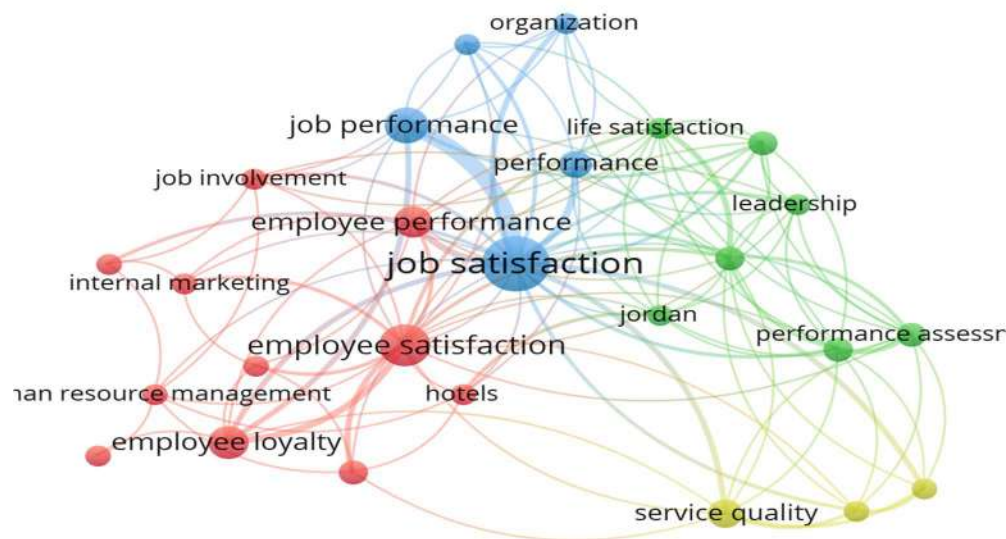 organization
job performance
life satisfaction
performance
job involvement
leadership
employee performance
job satisfaction
internal marketing
jordan
performance assessm
employee satisfaction
nan resource management
hotels
employee loyalty
service quality